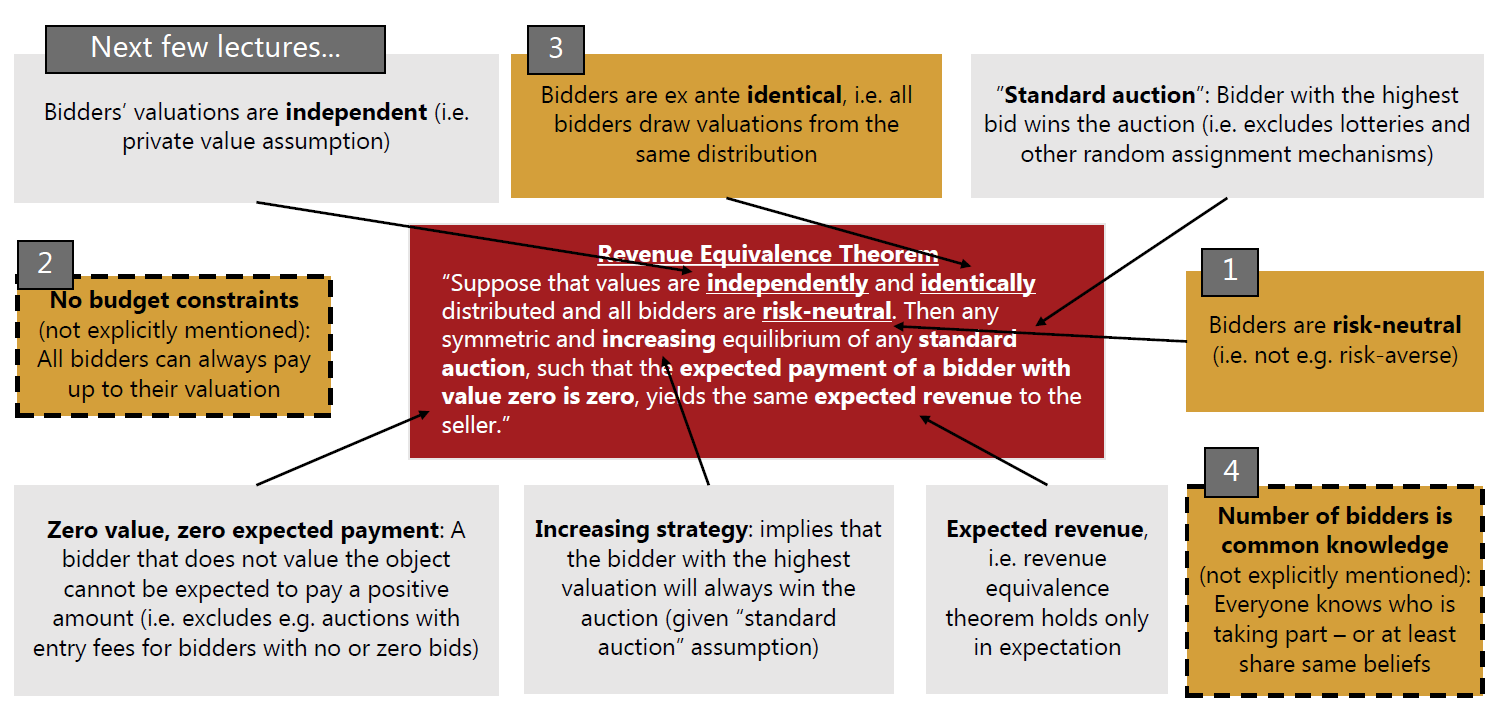 Next few lectures...
Bidders’ valuations are independent (i.e.
private value assumption)
3
Bidders are ex ante identical, i.e. all
bidders draw valuations from the
same distribution
“Standard auction”: Bidder with the highest
bid wins the auction (i.e. excludes lotteries and
other random assignment mechanisms)
2
No budget constraints
(not explicitly mentioned):
All bidders can always pay
up to their valuation
Revenue Equivalence Theorem
“Suppose that values are independently and identically
distributed and all bidders are risk-neutral. Then any
symmetric and increasing equilibrium of any standard
auction, such that the expected payment of a bidder with
value zero is zero, yields the same expected revenue to the
seller.”
1
Bidders are risk-neutral
(i.e. not e.g. risk-averse)
Zero value, zero expected payment: A
bidder that does not value the object
cannot be expected to pay a positive
amount (i.e. excludes e.g. auctions with
entry fees for bidders with no or zero bids)
Increasing strategy: implies that
the bidder with the highest
valuation will always win the
auction (given “standard
auction” assumption)
Expected revenue,
i.e. revenue
equivalence
theorem holds only
in expectation
4
Number of bidders is
common knowledge
(not explicitly mentioned):
Everyone knows who is
taking part – or at least
share same beliefs